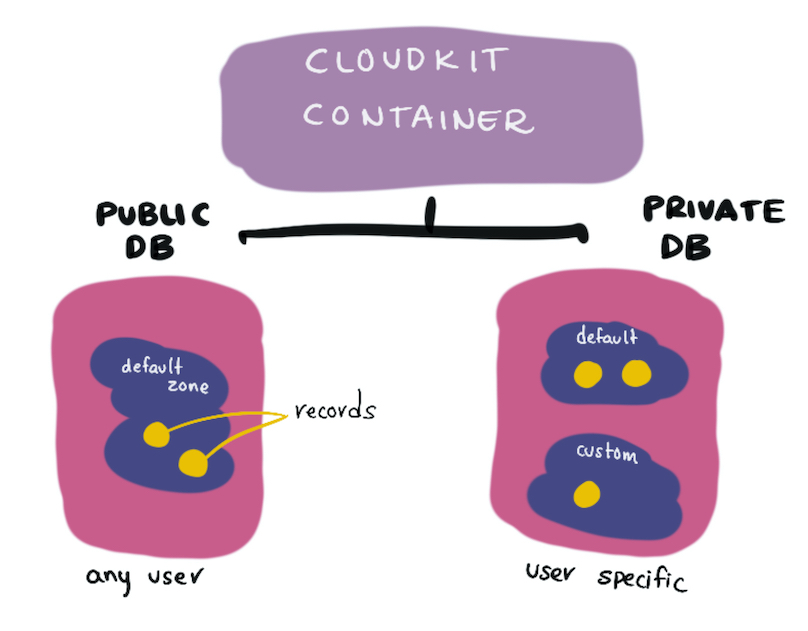 CLOUDKIT
CONTAINER
PUBLIC
DB
PRIVATE
DB
default
zone
records
default
custom
any user
user specific